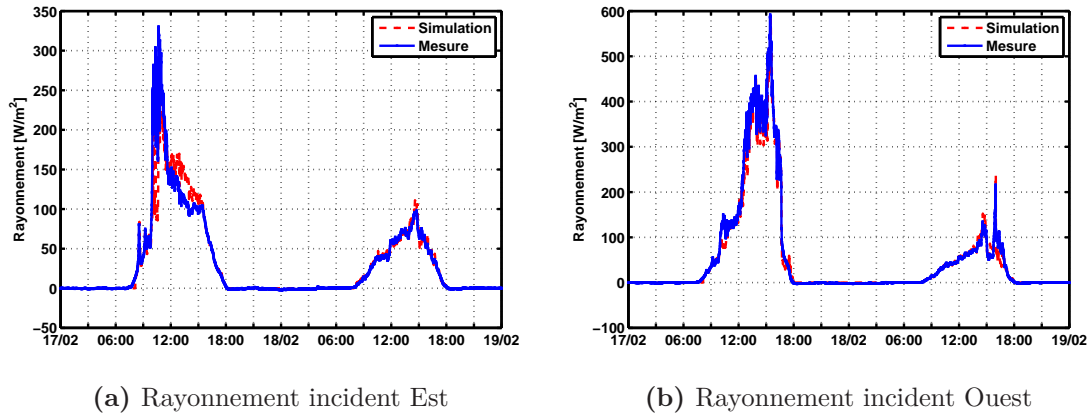 350
300
250
200
150
100
50
0
−50
Rayonnement [W/m²]
17/02 06:00 12:00 18:00 18/02 06:00 12:00 18:00 19/02
Simulation
Mesure
(a) Rayonnement incident Est
600
500
400
300
200
100
0
−100
Rayonnement [W/m²]
17/02 06:00 12:00 18:00 18/02 06:00 12:00 18:00 19/02
Simulation
Mesure
(b) Rayonnement incident Ouest